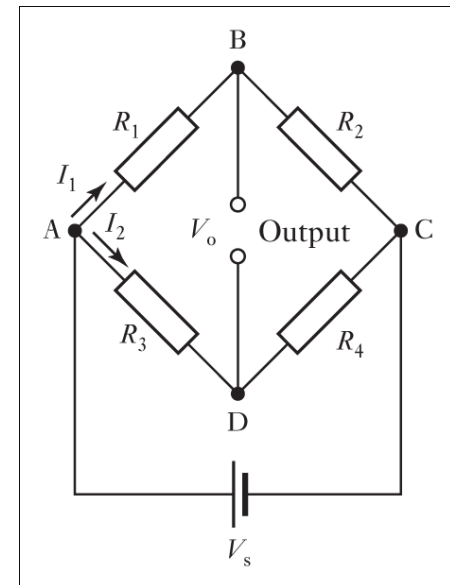 B
R₁ R₂
I₁
A I₂ Vₒ Output C
R₃ R₄
D
Vₛ